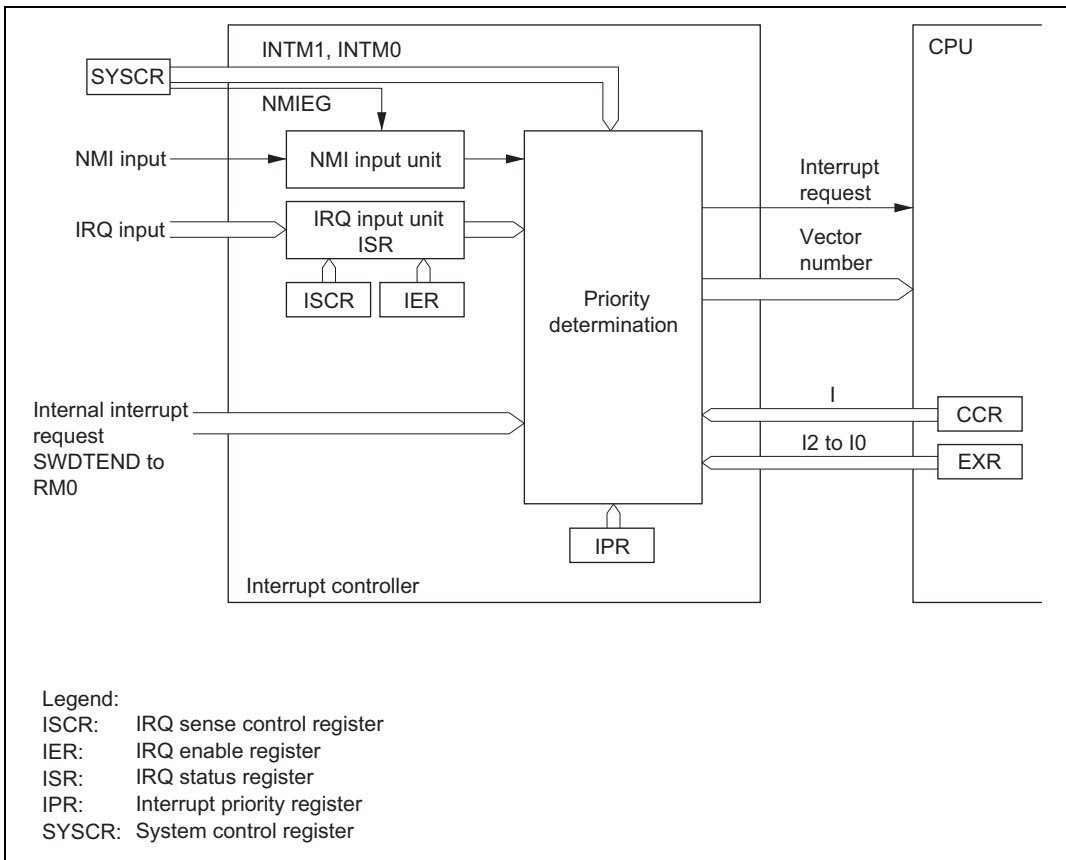 INTM1, INTM0
CPU
SYSCR
NMIEG
NMI input
NMI input unit
Interrupt
request
IRQ input
IRQ input unit
ISR
Vector
number
ISCR
IER
Priority
determination
Internal interrupt
request
SWDTEND to
RM0
I
CCR
I2 to I0
EXR
IPR
Interrupt controller
Legend:
ISCR: IRQ sense control register
IER: IRQ enable register
ISR: IRQ status register
IPR: Interrupt priority register
SYSCR: System control register